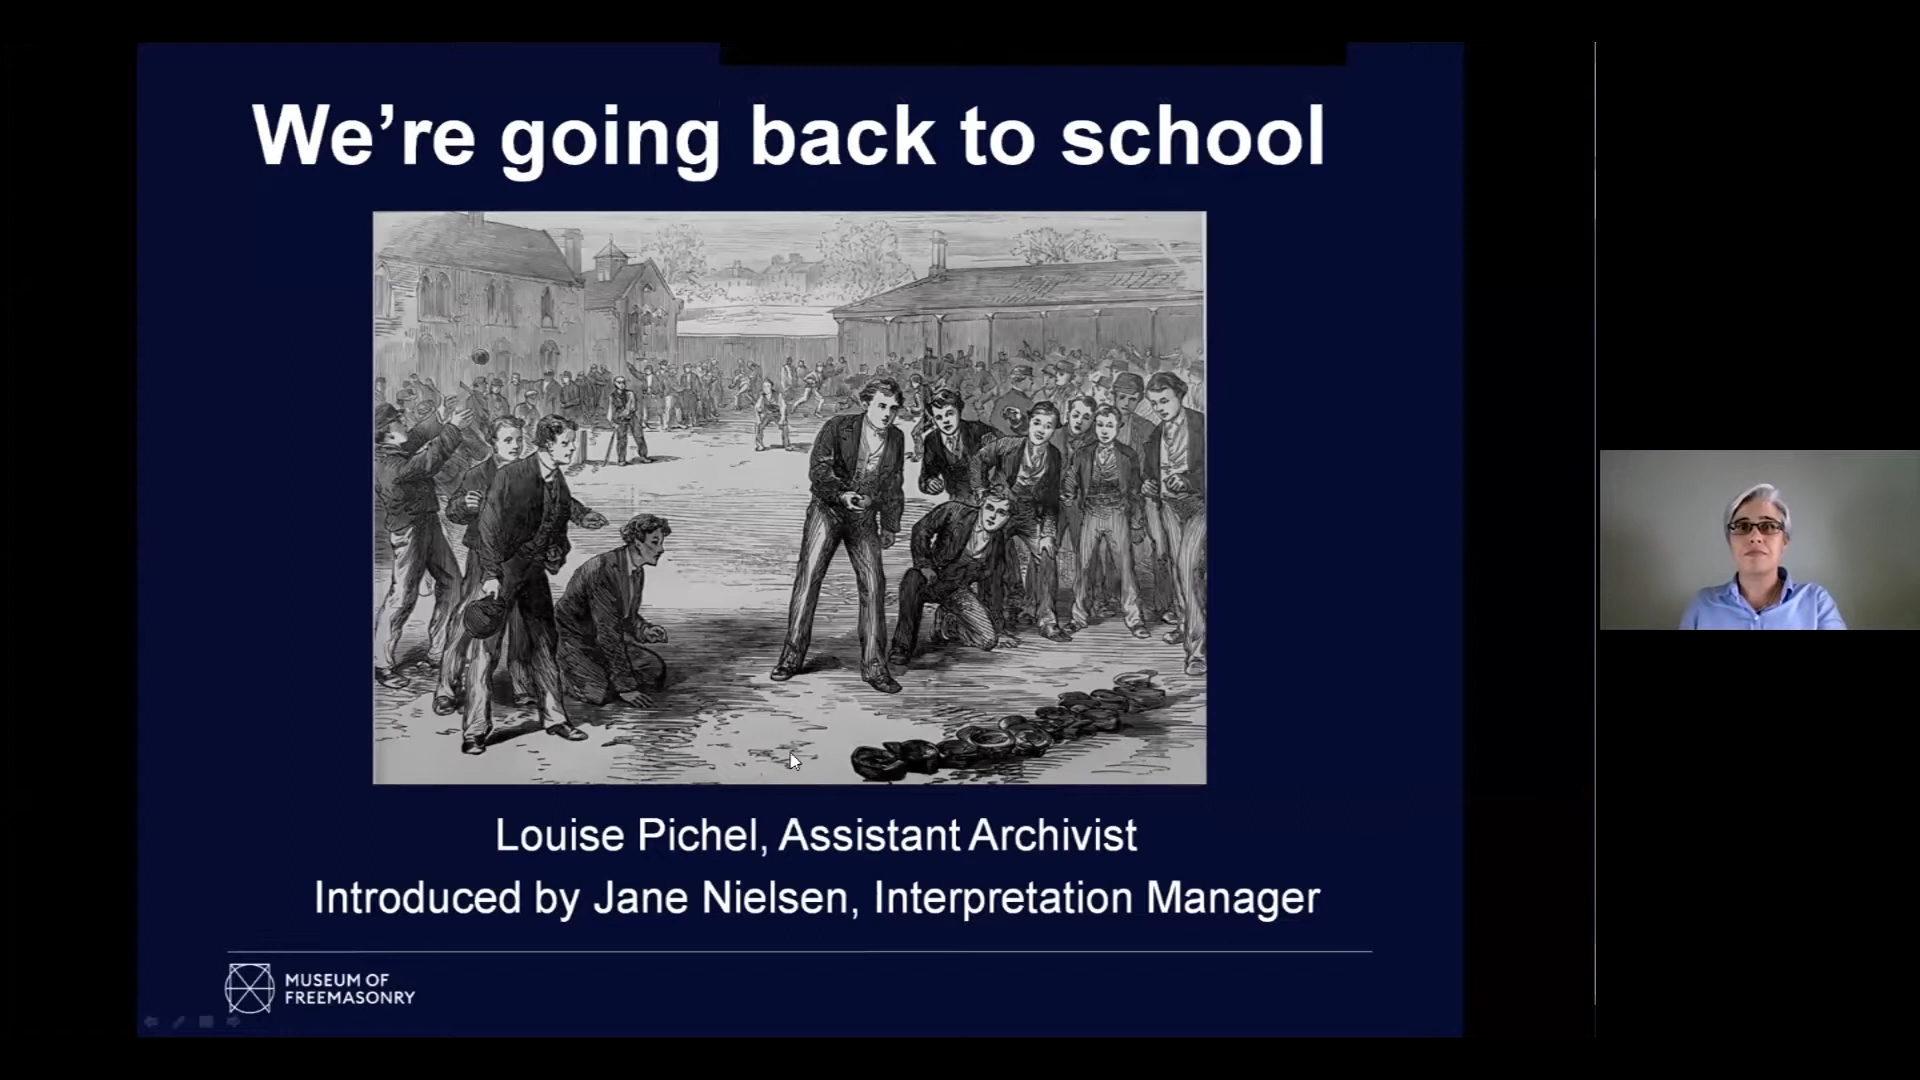 We’re going back to school
Louise Pichel, Assistant Archivist
Introduced by Jane Nielsen, Interpretation Manager
MUSEUM OF
FREEMASONRY